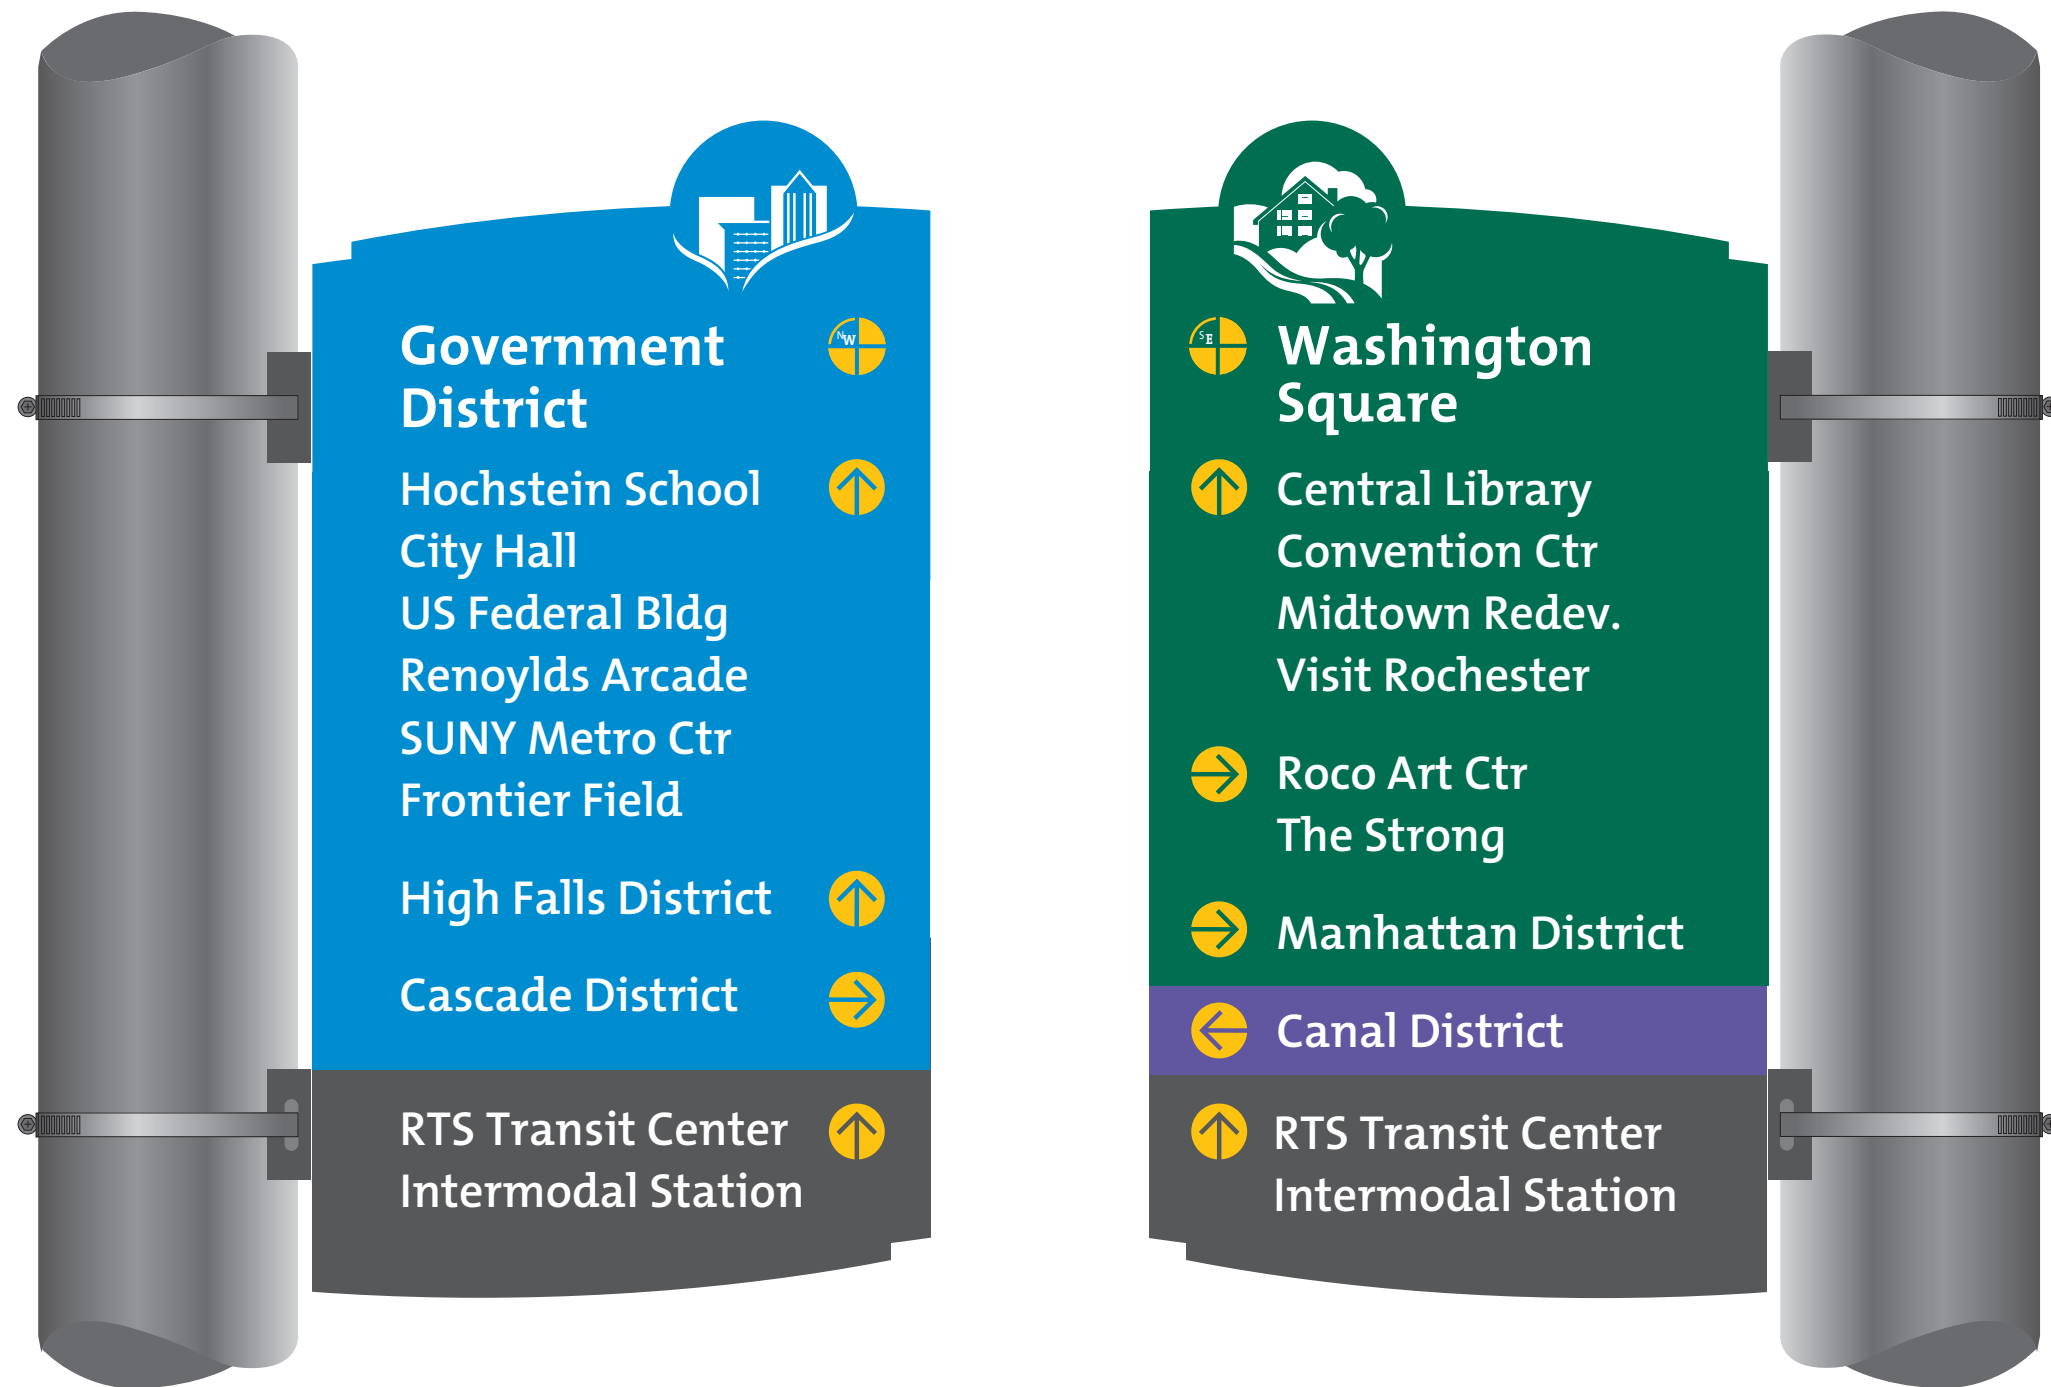 Government
District
NW
Hochstein School
City Hall
US Federal Bldg
Renoylds Arcade
SUNY Metro Ctr
Frontier Field
High Falls District
Cascade District
RTS Transit Center
Intermodal Station
SE
Washington
Square
Central Library
Convention Ctr
Midtown Redev.
Visit Rochester
Roco Art Ctr
The Strong
Manhattan District
Canal District
RTS Transit Center
Intermodal Station